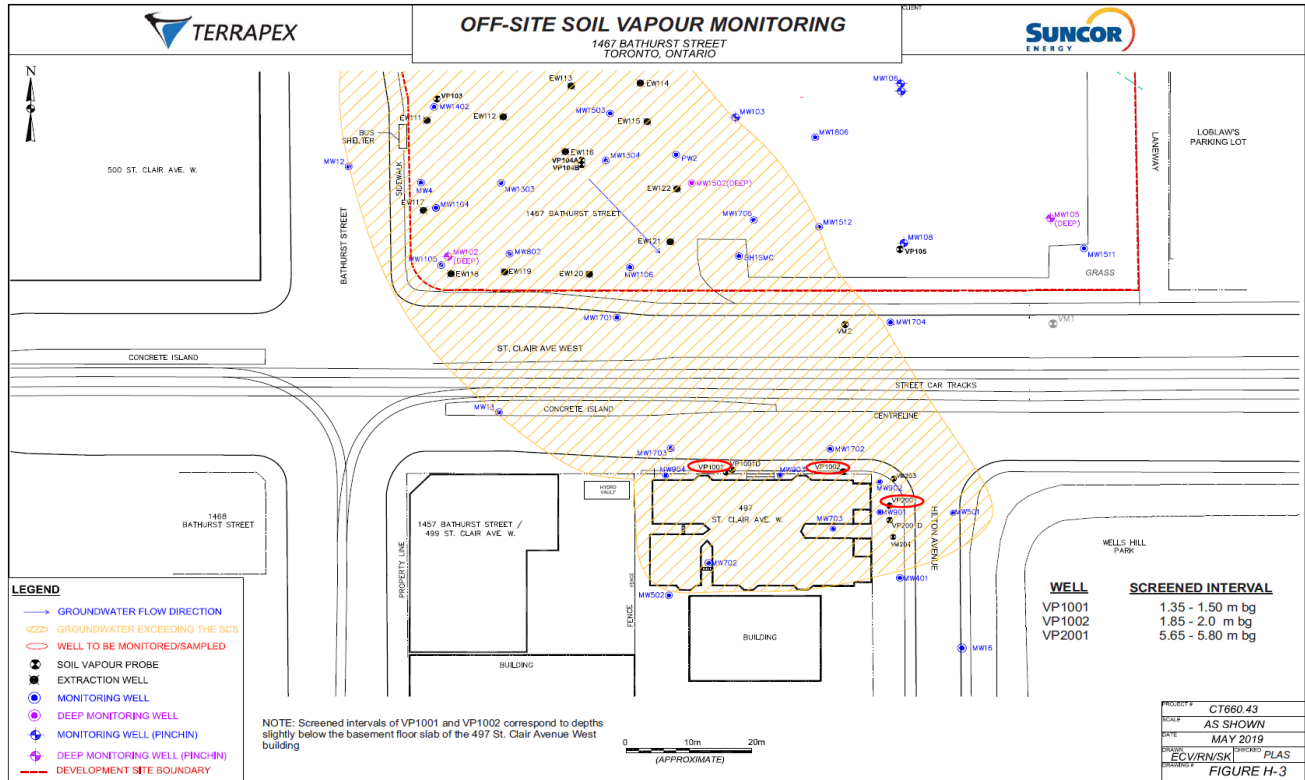 TERRAPEX
OFF-SITE SOIL VAPOUR MONITORING
1467 BATHURST STREET
TORONTO, ONTARIO
CLIENT
SUNCOR
ENERGY
N
EW113
EW114
VP103
MW1402
EW111
EW112
MW1503
EW115
MW103
MW106
MW1806
BUS
SHELTER
LANEWAY
LOBLAW'S
PARKING LOT
500 ST. CLAIR AVE. W.
MW12
SIDEWALK
EW116
VP104A
VP104B
MW1304
PW2
MW4
MW1303
EW122
MW1502(DEEP)
EW117
MW1104
1467 BATHURST STREET
MW1706
MW1512
MW105
(DEEP)
BATHURST STREET
MW102
(DEEP)
MW1105
MW802
EW121
MW108
VP105
MW1511
EW118
EW119
EW120
MW1106
BH1SMC
GRASS
MW1701
VM2
MW1704
VM1
ST. CLAIR AVE WEST
CONCRETE ISLAND
STREET CAR TRACKS
MW13
CONCRETE ISLAND
CENTRELINE
MW1703
MW1702
MW904
VP1001
VP1001D
MW903
VP1002
MW902
HYDRO
VAULT
1468
BATHURST STREET
1457 BATHURST STREET /
499 ST. CLAIR AVE. W.
497
ST. CLAIR AVE. W.
MW703
MW901
MW501
VM204
HILTON AVENUE
WELLS HILL
PARK
PROPERTY LINE
MW702
FENCE
FENCE
MW502
MW401
BUILDING
BUILDING
MW16
WELL SCREENED INTERVAL
VP1001 1.35 - 1.50 m bg
VP1002 1.85 - 2.0 m bg
VP2001 5.65 - 5.80 m bg
LEGEND
GROUNDWATER FLOW DIRECTION
GROUNDWATER EXCEEDING THE SCS
WELL TO BE MONITORED/SAMPLED
SOIL VAPOUR PROBE
EXTRACTION WELL
MONITORING WELL
DEEP MONITORING WELL
MONITORING WELL (PINCHIN)
DEEP MONITORING WELL (PINCHIN)
DEVELOPMENT SITE BOUNDARY
NOTE: Screened intervals of VP1001 and VP1002 correspond to depths
slightly below the basement floor slab of the 497 St. Clair Avenue West
building
0 10m 20m
(APPROXIMATE)
PROJECT # CT660.43
SCALE AS SHOWN
DATE MAY 2019
DRAWN ECV/RN/SK CHECKED PLAS
DRAWING # FIGURE H-3